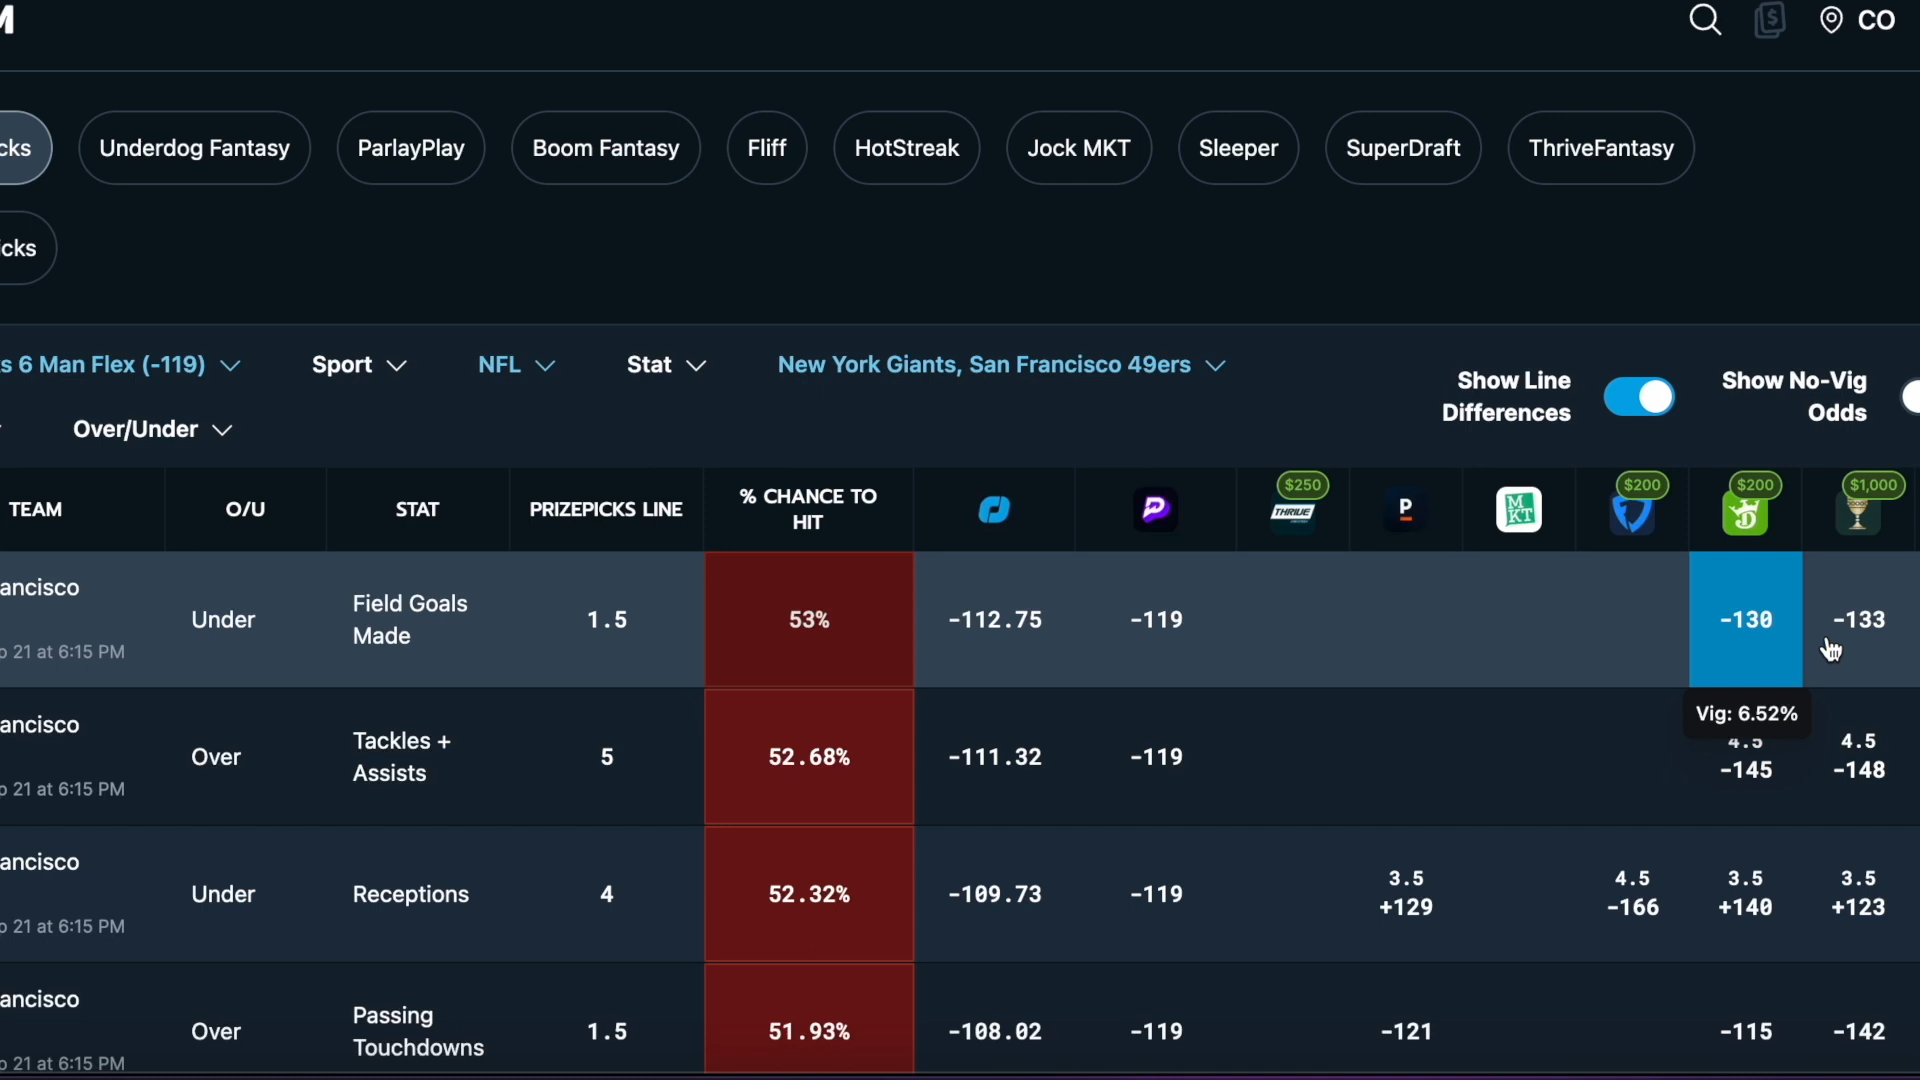 M
CO
cks
Underdog Fantasy
ParlayPlay
Boom Fantasy
Fliff
HotStreak
Jock MKT
Sleeper
SuperDraft
ThriveFantasy
icks
s 6 Man Flex (-119)
Sport
NFL
Stat
New York Giants, San Francisco 49ers
Show Line
Differences
Show No-Vig
Odds
Over/Under
TEAM
O/U
STAT
PRIZEPICKS LINE
% CHANCE TO
HIT
$250
THRIVE
P
MKT
$200
$200
$1,000
ancisco
p 21 at 6:15 PM
Under
Field Goals
Made
1.5
53%
-112.75
-119
-130
-133
Vig: 6.52%
ancisco
p 21 at 6:15 PM
Over
Tackles +
Assists
5
52.68%
-111.32
-119
4.5
-145
4.5
-148
ancisco
p 21 at 6:15 PM
Under
Receptions
4
52.32%
-109.73
-119
3.5
+129
4.5
-166
3.5
+140
3.5
+123
ancisco
p 21 at 6:15 PM
Over
Passing
Touchdowns
1.5
51.93%
-108.02
-119
-121
-115
-142